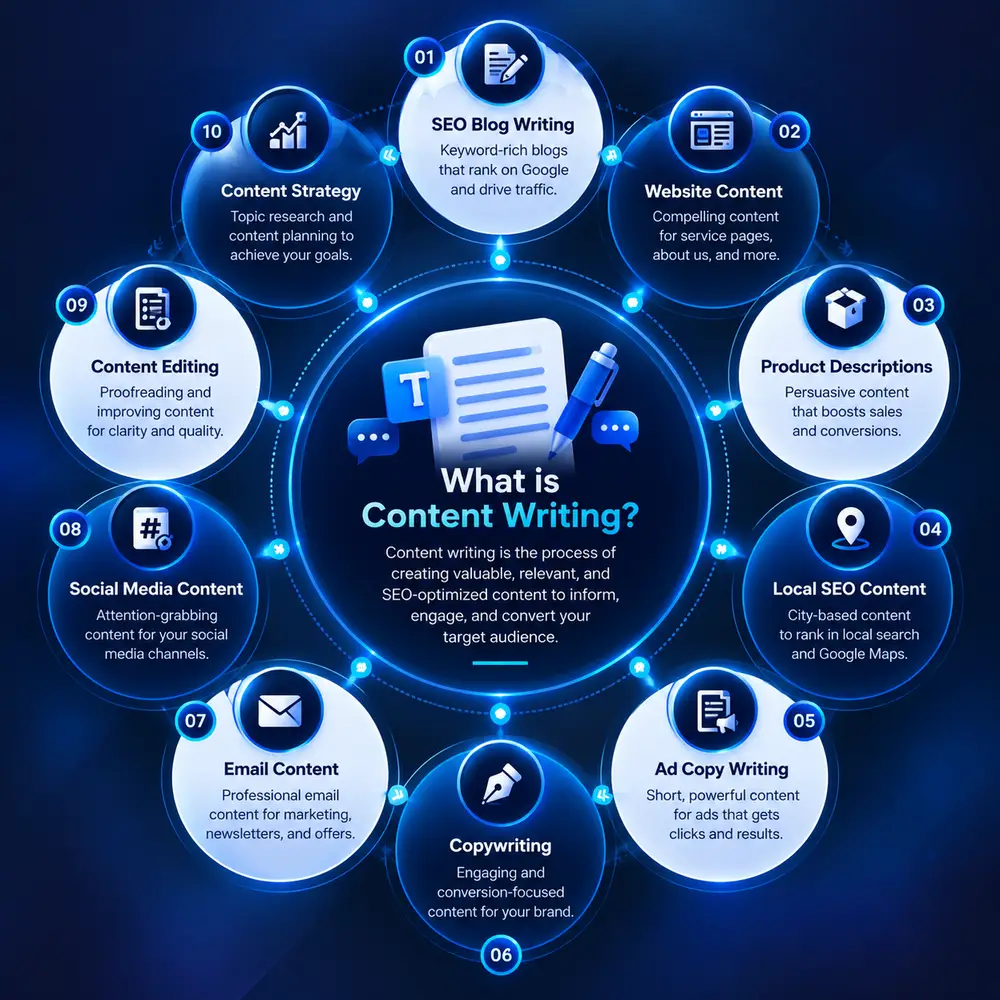 01
SEO Blog Writing
Keyword-rich blogs
that rank on Google
and drive traffic.
02
Website Content
Compelling content
for service pages,
about us, and more.
03
Product Descriptions
Persuasive content
that boosts sales
and conversions.
04
Local SEO Content
City-based content
to rank in local search
and Google Maps.
05
Ad Copy Writing
Short, powerful content
for ads that gets
clicks and results.
Copywriting
Engaging and
conversion-focused
content for your brand.
06
07
Email Content
Professional email
content for marketing,
newsletters, and offers.
08
#
Social Media Content
Attention-grabbing
content for your social
media channels.
09
Content Editing
Proofreading and
improving content
for clarity and quality.
10
Content Strategy
Topic research and
content planning to
achieve your goals.
T
What is
Content Writing?
Content writing is the process of
creating valuable, relevant, and
SEO-optimized content to inform,
engage, and convert your
target audience.